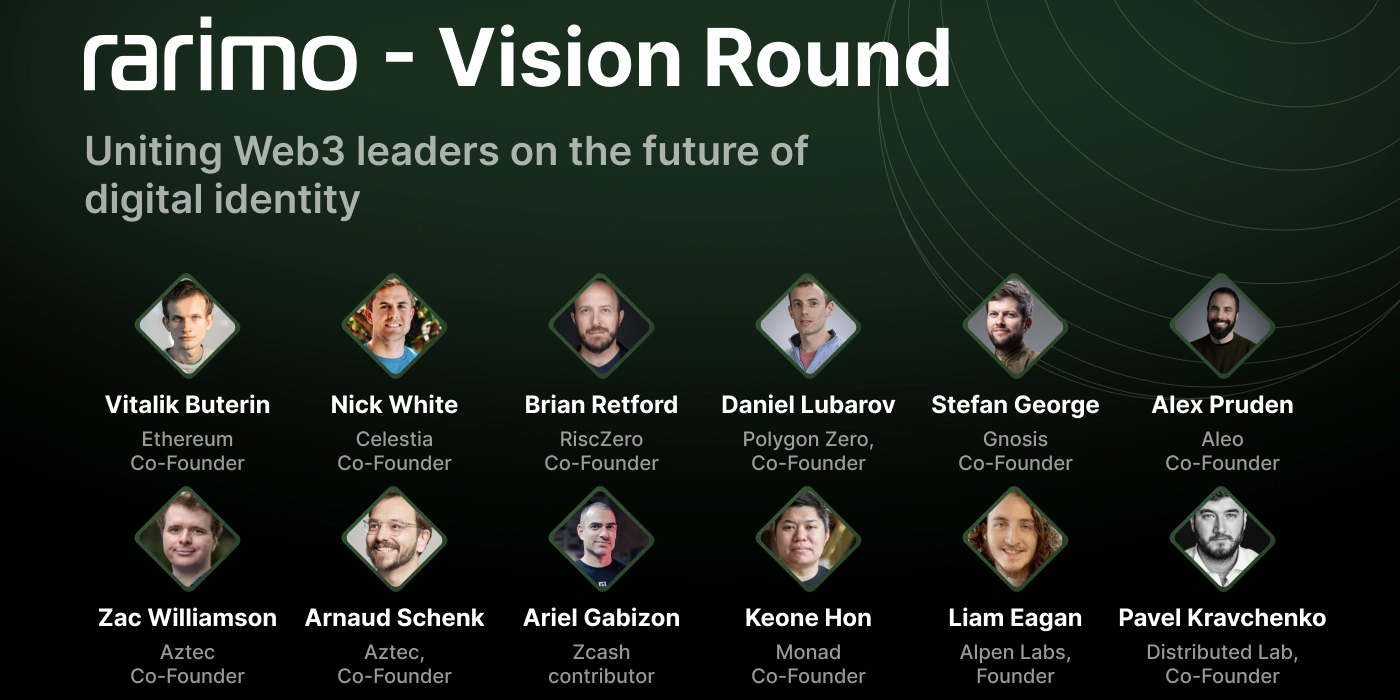 rarimo - Vision Round
Uniting Web3 leaders on the future of
digital identity
Vitalik Buterin
Ethereum
Co-Founder
Nick White
Celestia
Co-Founder
Brian Retford
RiscZero
Co-Founder
Daniel Lubarov
Polygon Zero,
Co-Founder
Stefan George
Gnosis
Co-Founder
Alex Pruden
Aleo
Co-Founder
Zac Williamson
Aztec
Co-Founder
Arnaud Schenk
Aztec,
Co-Founder
Ariel Gabizon
Zcash
contributor
Keone Hon
Monad
Co-Founder
Liam Eagan
Alpen Labs,
Founder
Pavel Kravchenko
Distributed Lab,
Co-Founder